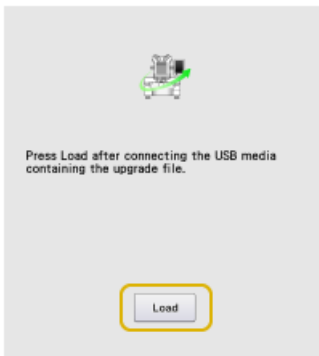 Press Load after connecting the USB media
containing the upgrade file.
Load